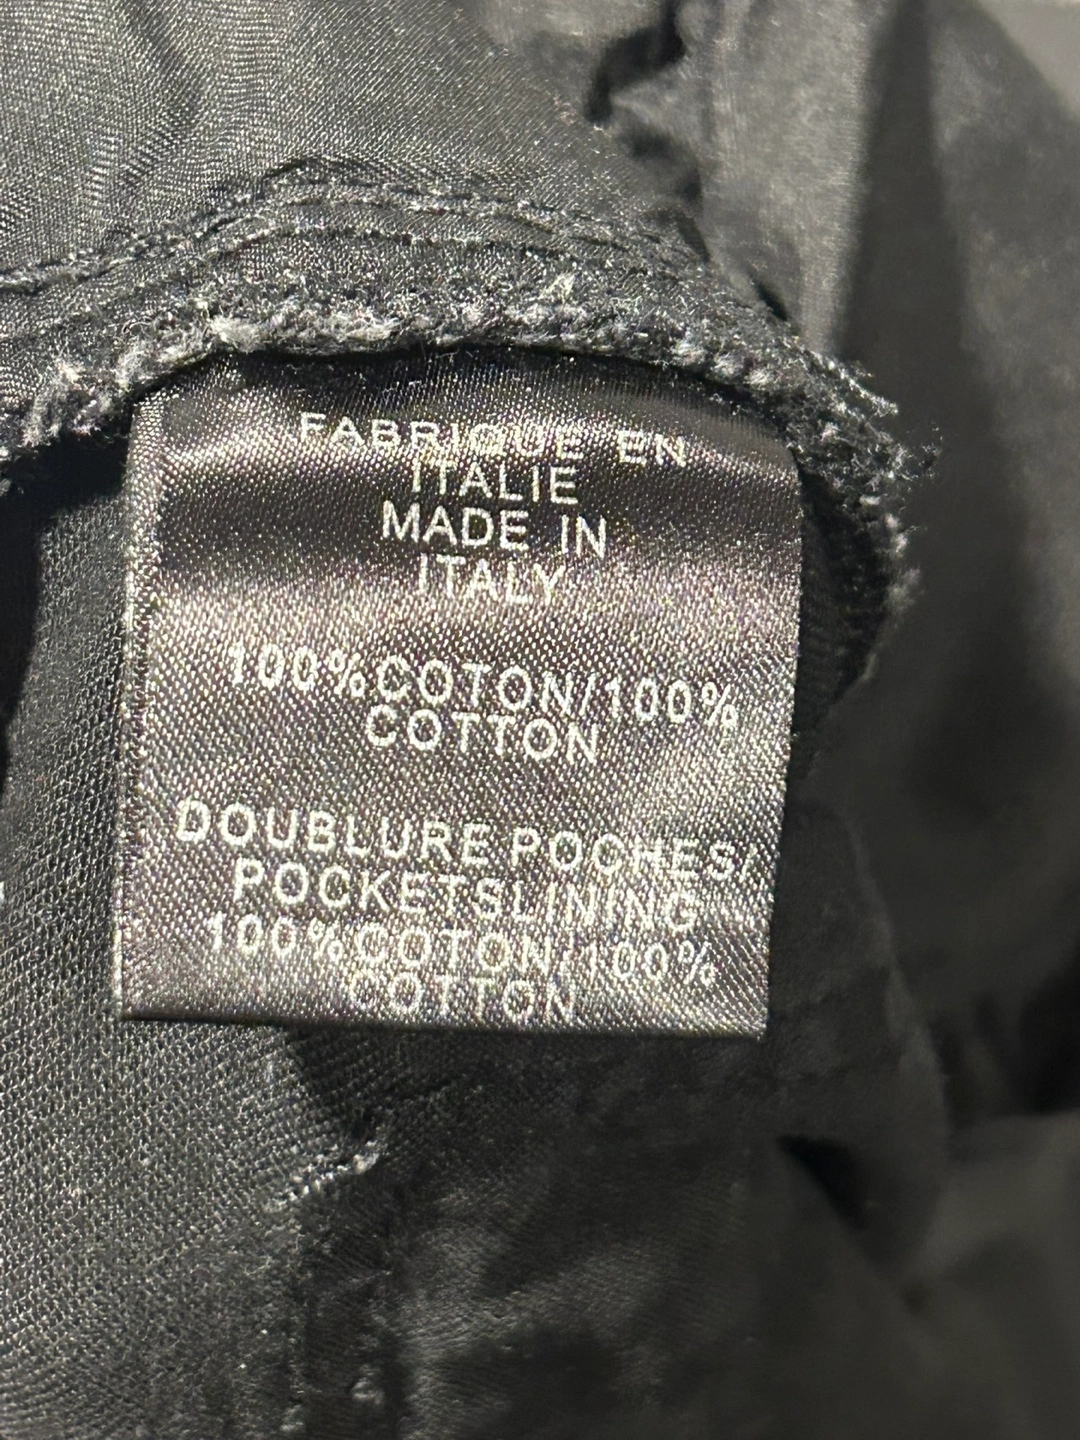 FABRIQUE EN
ITALIE
MADE IN
ITALY
100%COTON/100%
COTTON
DOUBLURE POCHES/
POCKETSLINING
100%COTON/100%
COTTON